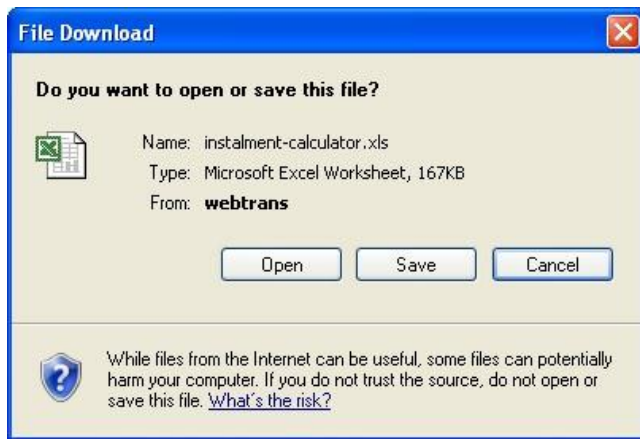 File Download
Do you want to open or save this file?
Name: instalment-calculator.xls
Type: Microsoft Excel Worksheet, 167KB
From: webtrans
Open Save Cancel
While files from the Internet can be useful, some files can potentially
harm your computer. If you do not trust the source, do not open or
save this file. What's the risk?